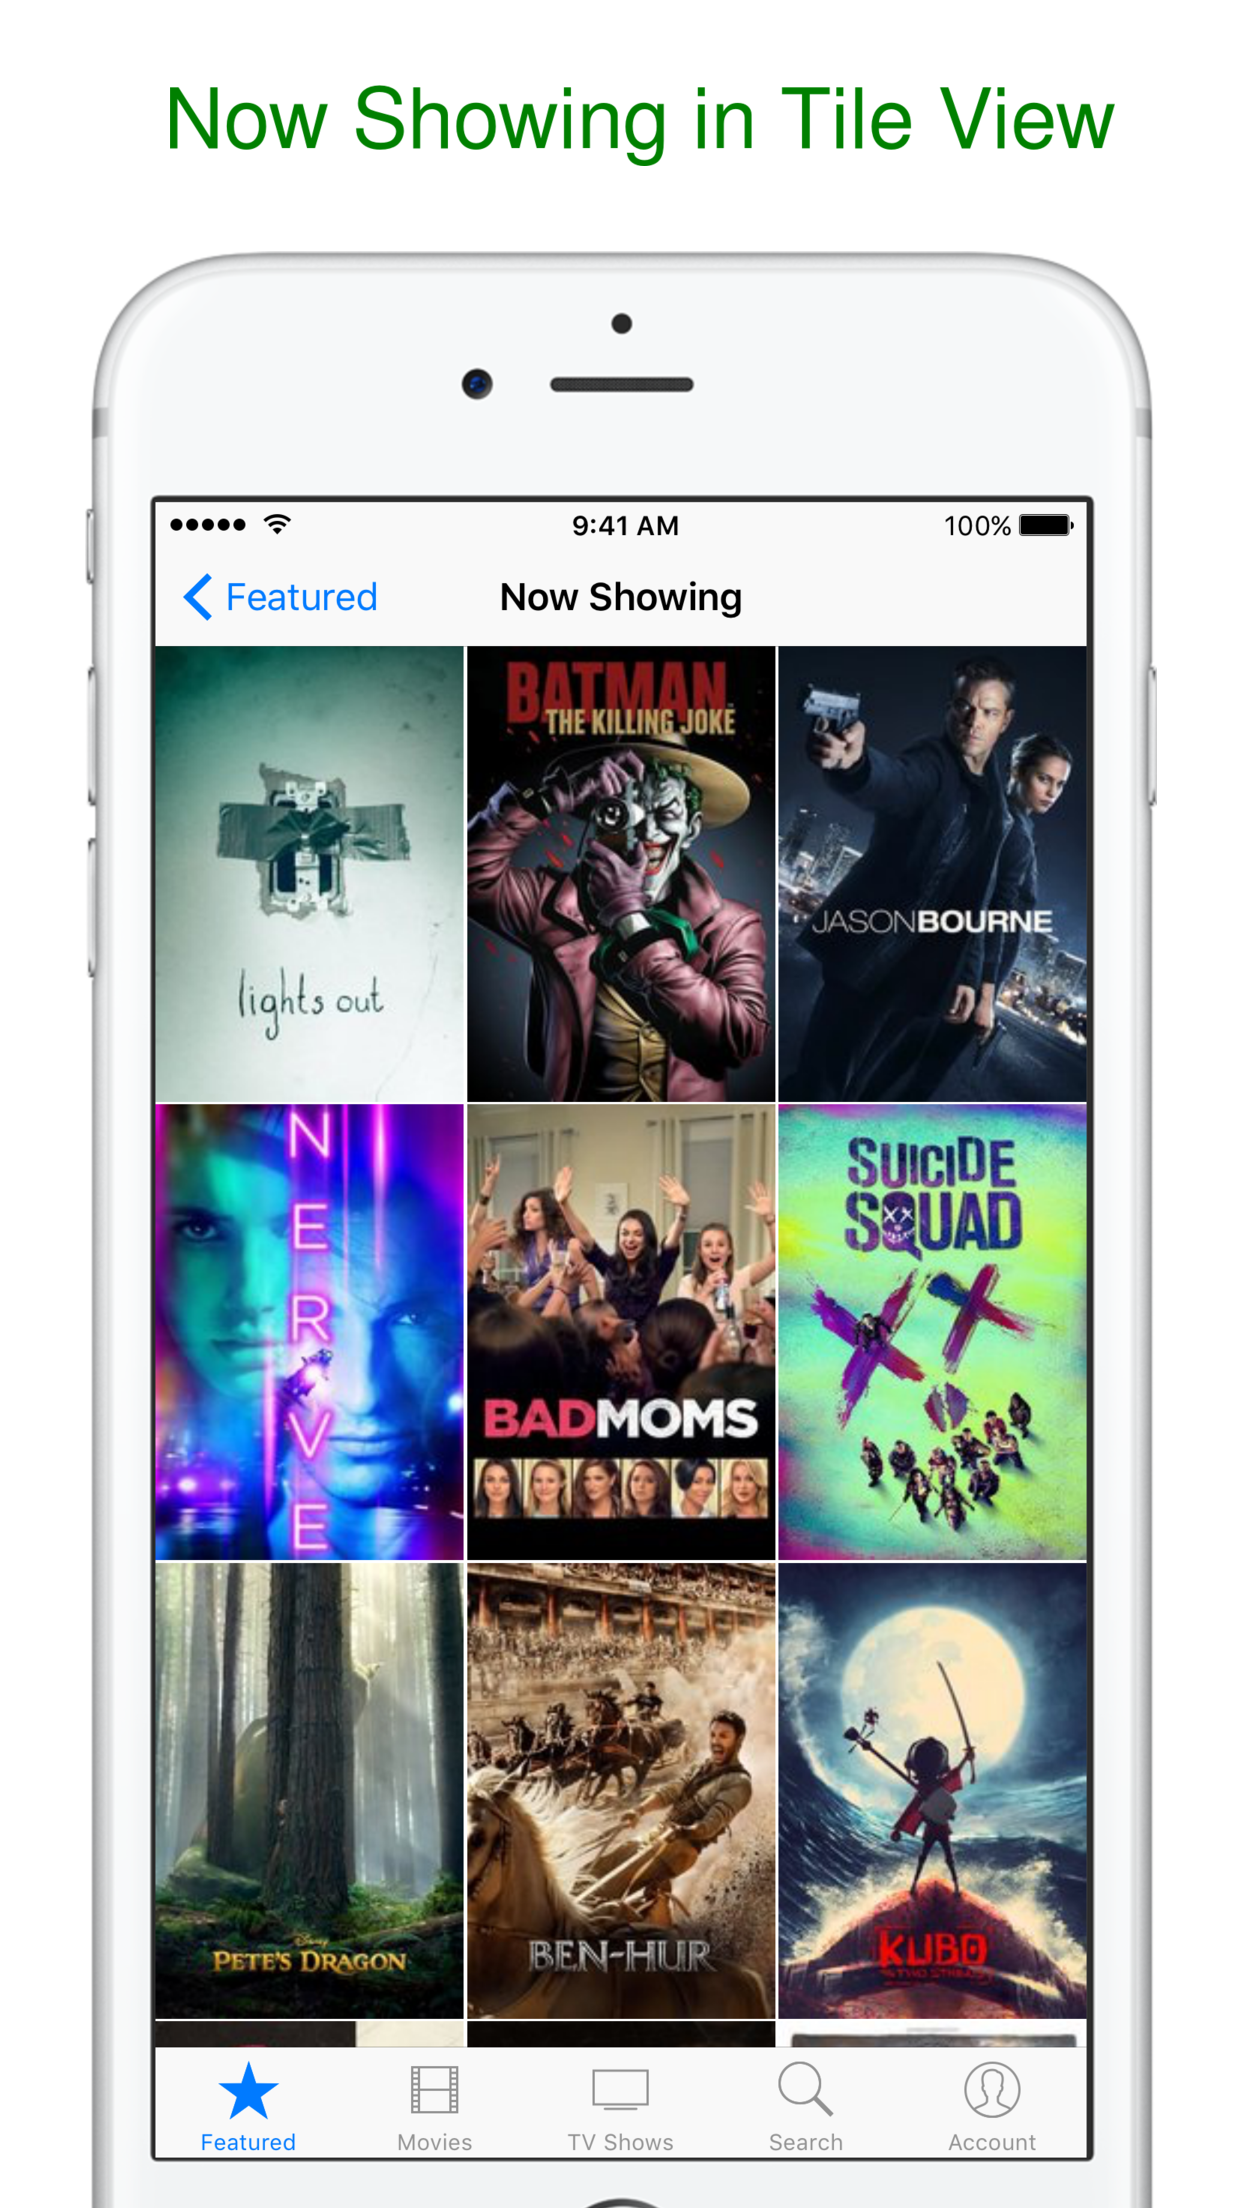 Now Showing in Tile View
9:41 AM
100%
Featured
Now Showing
lights out
BATMAN
THE KILLING JOKE
JASONBOURNE
NERVE
BADMOMS
SUICIDE
SQUAD
Disney
PETE'S DRAGON
BEN-HUR
KUBO
Featured
Movies
TV Shows
Search
Account